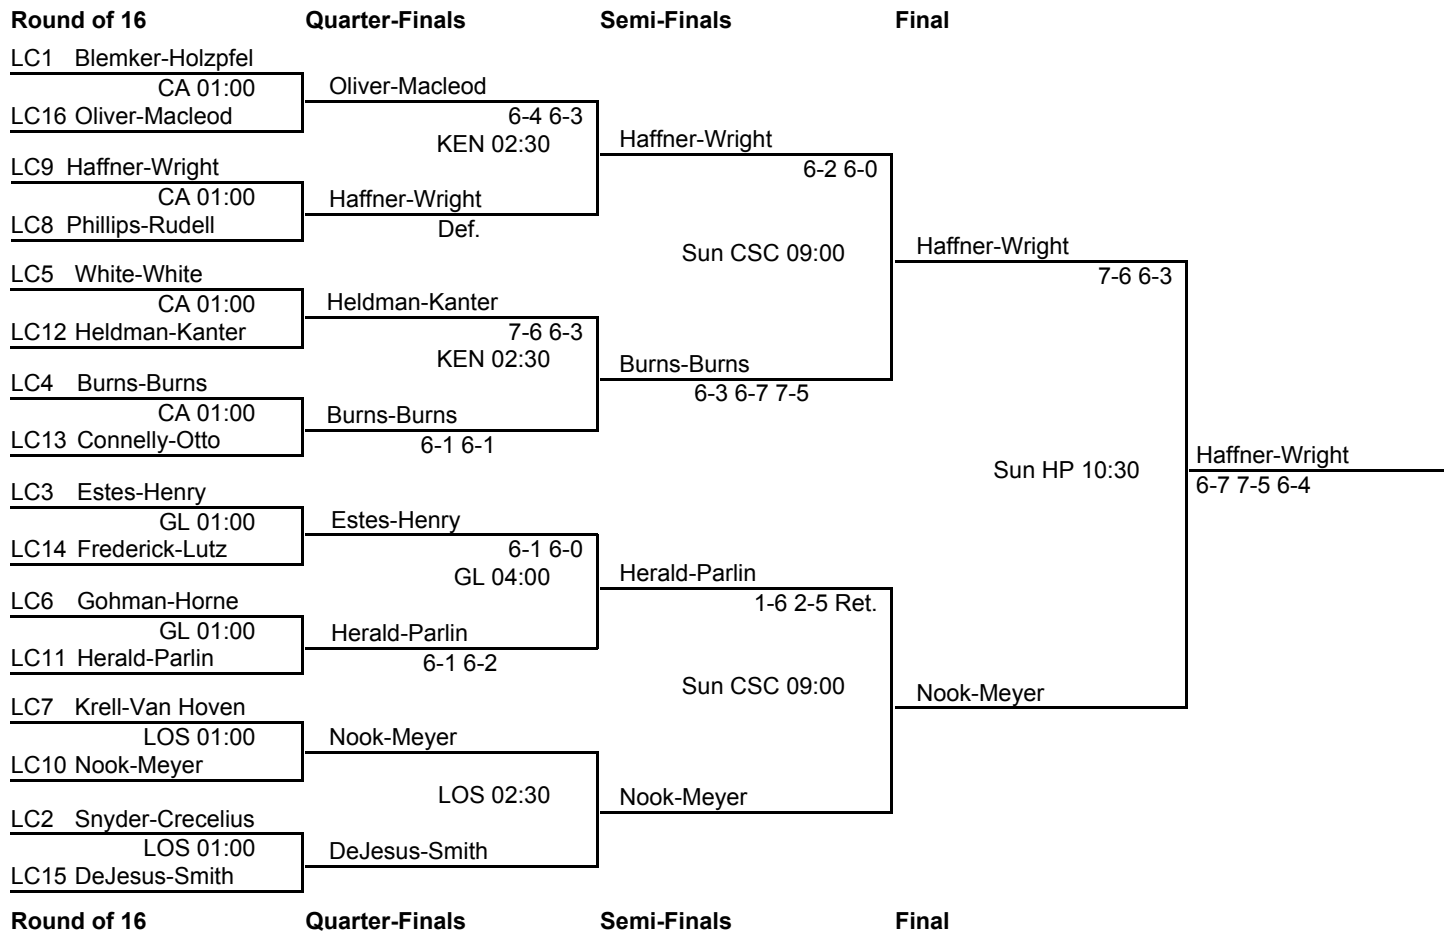 Round of 16 Quarter-Finals Semi-Finals Final
LC1 Blemker-Holzpfel
CA 01:00
LC16 Oliver-Macleod
Oliver-Macleod
6-4 6-3
KEN 02:30
LC9 Haffner-Wright
CA 01:00
LC8 Phillips-Rudell
Haffner-Wright
Def.
Haffner-Wright
6-2 6-0
Sun CSC 09:00
LC5 White-White
CA 01:00
LC12 Heldman-Kanter
Heldman-Kanter
7-6 6-3
KEN 02:30
LC4 Burns-Burns
CA 01:00
LC13 Connelly-Otto
Burns-Burns
6-1 6-1
Burns-Burns
6-3 6-7 7-5
Haffner-Wright
7-6 6-3
Sun HP 10:30
Haffner-Wright
6-7 7-5 6-4
LC3 Estes-Henry
GL 01:00
LC14 Frederick-Lutz
Estes-Henry
6-1 6-0
GL 04:00
LC6 Gohman-Horne
GL 01:00
LC11 Herald-Parlin
Herald-Parlin
6-1 6-2
Herald-Parlin
1-6 2-5 Ret.
Sun CSC 09:00
LC7 Krell-Van Hoven
LOS 01:00
LC10 Nook-Meyer
Nook-Meyer
LOS 02:30
LC2 Snyder-Crecelius
LOS 01:00
LC15 DeJesus-Smith
DeJesus-Smith
Nook-Meyer
Nook-Meyer
Round of 16 Quarter-Finals Semi-Finals Final